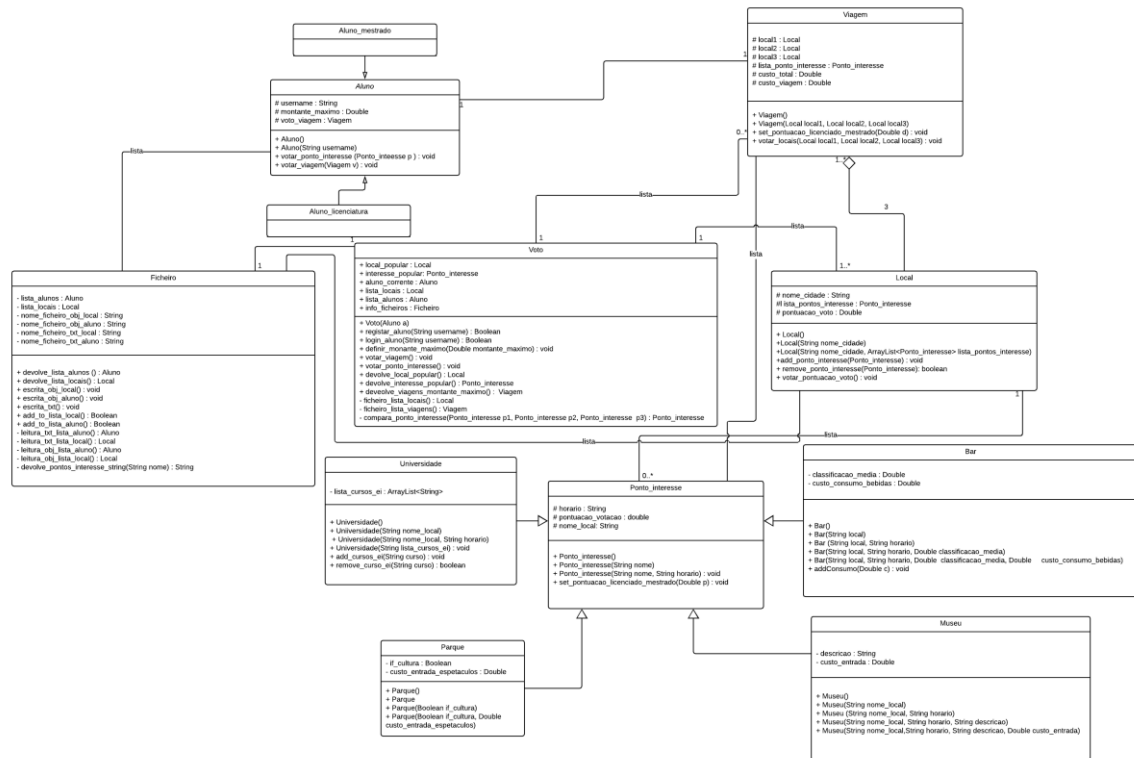 Aluno_mestrado
Aluno
# username : String
# montante_maximo : Double
# voto_viagem : Viagem
+ Aluno()
+ Aluno(String username)
+ votar_ponto_interesse (Ponto_inteesse p ) : void
+ votar_viagem(Viagem v) : void
Aluno_licenciatura
Viagem
# local1 : Local
# local2 : Local
# local3 : Local
# lista_ponto_interesse : Ponto_interesse
# custo_total : Double
# custo_viagem : Double
+ Viagem()
+ Viagem(Local local1, Local local2, Local local3)
+ set_pontuacao_licenciado_mestrado(Double d) : void
+ votar_locais(Local local1, Local local2, Local local3) : void
1
1
0..*
1..*
3
lista
lista
lista
lista
1
1
1
1
1..*
Ficheiro
- lista_alunos : Aluno
- lista_locais : Local
- nome_ficheiro_obj_local : String
- nome_ficheiro_obj_aluno : String
- nome_ficheiro_txt_local : String
- nome_ficheiro_txt_aluno : String
+ devolve_lista_alunos () : Aluno
+ devolve_lista_locais() : Local
+ escrita_obj_local() : void
+ escrita_obj_aluno() : void
+ escrita_txt() : void
+ add_to_lista_local() : Boolean
+ add_to_lista_aluno() : Boolean
- leitura_txt_lista_aluno() : Aluno
- leitura_txt_lista_local() : Local
- leitura_obj_lista_aluno() : Aluno
- leitura_obj_lista_local() : Local
- devolve_pontos_interesse_string(String nome) : String
Voto
+ local_popular : Local
+ interesse_popular: Ponto_interesse
+ aluno_corrente : Aluno
+ lista_locais : Local
+ lista_alunos : Aluno
+ info_ficheiros : Ficheiro
+ Voto(Aluno a)
+ registar_aluno(String username) : Boolean
+ login_aluno(String username) : Boolean
+ definir_monante_maximo(Double montante_maximo) : void
+ votar_viagem() : void
+ votar_ponto_interesse() : void
+ devolve_local_popular() : Local
+ devolve_interesse_popular() : Ponto_interesse
+ deveolve_viagens_montante_maximo() : Viagem
- ficheiro_lista_locais() : Local
- ficheiro_lista_viagens() : Viagem
- compara_ponto_interesse(Ponto_interesse p1, Ponto_interesse p2, Ponto_interesse p3) : Ponto_interesse
Local
# nome_cidade : String
#l ista_pontos_interesse : Ponto_interesse
# pontuacao_voto : Double
+ Local()
+Local(String nome_cidade)
+Local(String nome_cidade, ArrayList<Ponto_interesse> lista_pontos_interesse)
+add_ponto_interesse(Ponto_interesse) : void
+ remove_ponto_interesse(Ponto_interesse): boolean
+ votar_pontuacao_voto() : void
1
lista
lista
0..*
Universidade
- lista_cursos_ei : ArrayList<String>
+ Universidade()
+ Uniiversidade(String nome_local)
+ Universidade(String nome_local, String horario)
+ Universidade(String lista_cursos_ei) : void
+ add_cursos_ei(String curso) : void
+ remove_curso_ei(String curso) : boolean
Ponto_interesse
# horario : String
# pontuacao_votacao : double
# nome_local: String
+ Ponto_interesse()
+ Ponto_interesse(String nome)
+ Ponto_interesse(String nome, String horario) : void
+ set_pontuacao_licenciado_mestrado(Double p) : void
Bar
- classificacao_media : Double
- custo_consumo_bebidas : Double
+ Bar()
+ Bar(String local)
+ Bar (String local, String horario)
+ Bar(String local, String horario, Double classificacao_media)
+ Bar(String local, String horario, Double classificacao_media, Double custo_consumo_bebidas)
+ addConsumo(Double c) : void
Parque
- if_cultura : Boolean
- custo_entrada_espetaculos : Double
+ Parque()
+ Parque
+ Parque(Boolean if_cultura)
+ Parque(Boolean if_cultura, Double
custo_entrada_espetaculos)
Museu
- descricao : String
- custo_entrada : Double
+ Museu()
+ Museu(String nome_local)
+ Museu (String nome_local, String horario)
+ Museu(String nome_local, String horario, String descricao)
+ Museu(String nome_local,String horario, String descricao, Double custo_entrada)